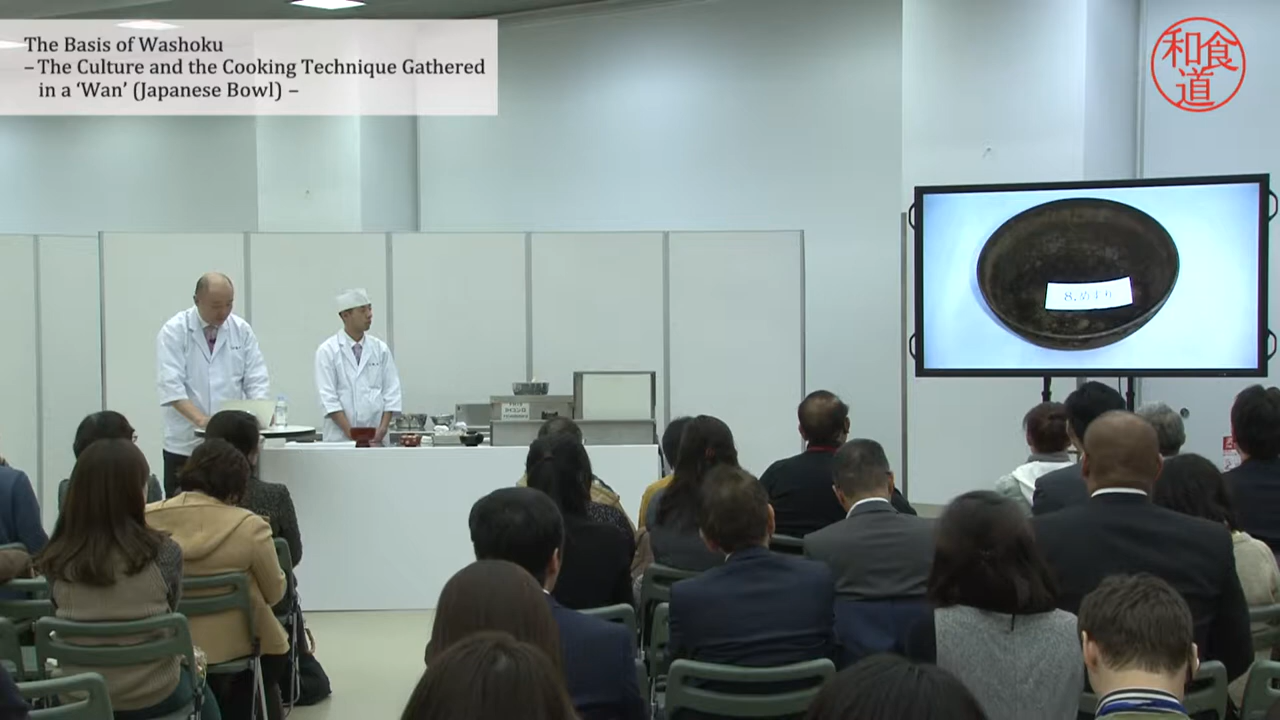 The Basis of Washoku
– The Culture and the Cooking Technique Gathered
in a ‘Wan’ (Japanese Bowl) –
和食
道